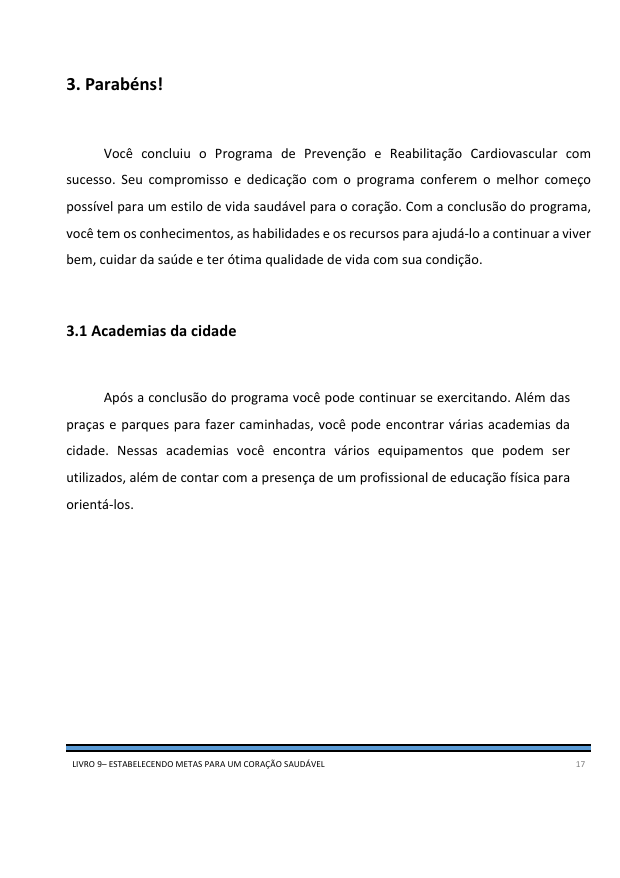 3. Parabéns!
Você concluiu o Programa de Prevenção e Reabilitação Cardiovascular com
sucesso. Seu compromisso e dedicação com o programa conferem o melhor começo
possível para um estilo de vida saudável para o coração. Com a conclusão do programa,
você tem os conhecimentos, as habilidades e os recursos para ajudá-lo a continuar a viver
bem, cuidar da saúde e ter ótima qualidade de vida com sua condição.
3.1 Academias da cidade
Após a conclusão do programa você pode continuar se exercitando. Além das
praças e parques para fazer caminhadas, você pode encontrar várias academias da
cidade. Nessas academias você encontra vários equipamentos que podem ser
utilizados, além de contar com a presença de um profissional de educação física para
orientá-los.
LIVRO 9– ESTABELECENDO METAS PARA UM CORAÇÃO SAUDÁVEL 17